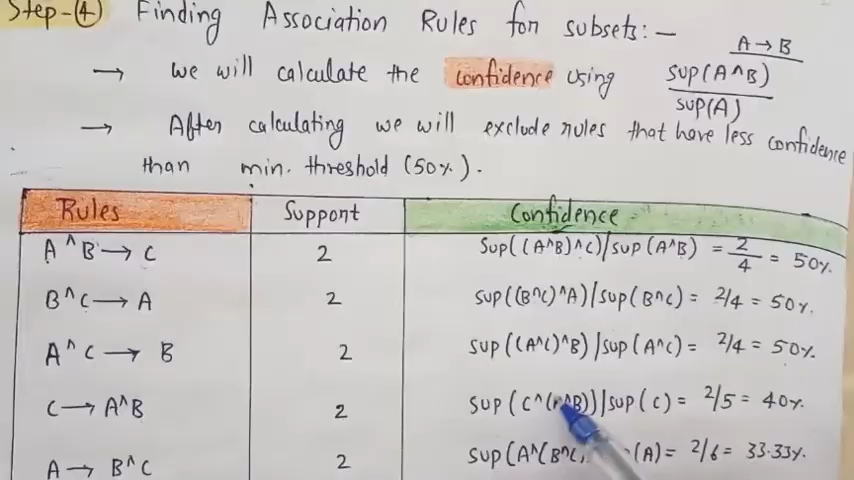 Step-(4) Finding Association Rules for subsets:-
A → B
→ we will calculate the confidence using sup(A^B)/sup(A)
→ After calculating we will exclude rules that have less confidence
than min. threshold (50%).
Rules Support Confidence
A^B → C 2 Sup((A^B)^C)/sup(A^B) = 2/4 = 50%
B^C → A 2 sup((B^C)^A)/sup(B^C) = 2/4 = 50%
A^C → B 2 sup((A^C)^B)/sup(A^C) = 2/4 = 50%
C → A^B 2 sup(C^( ^B))/sup(C) = 2/5 = 40%
A → B^C 2 sup(A^(B^C) (A) = 2/6 = 33.33%